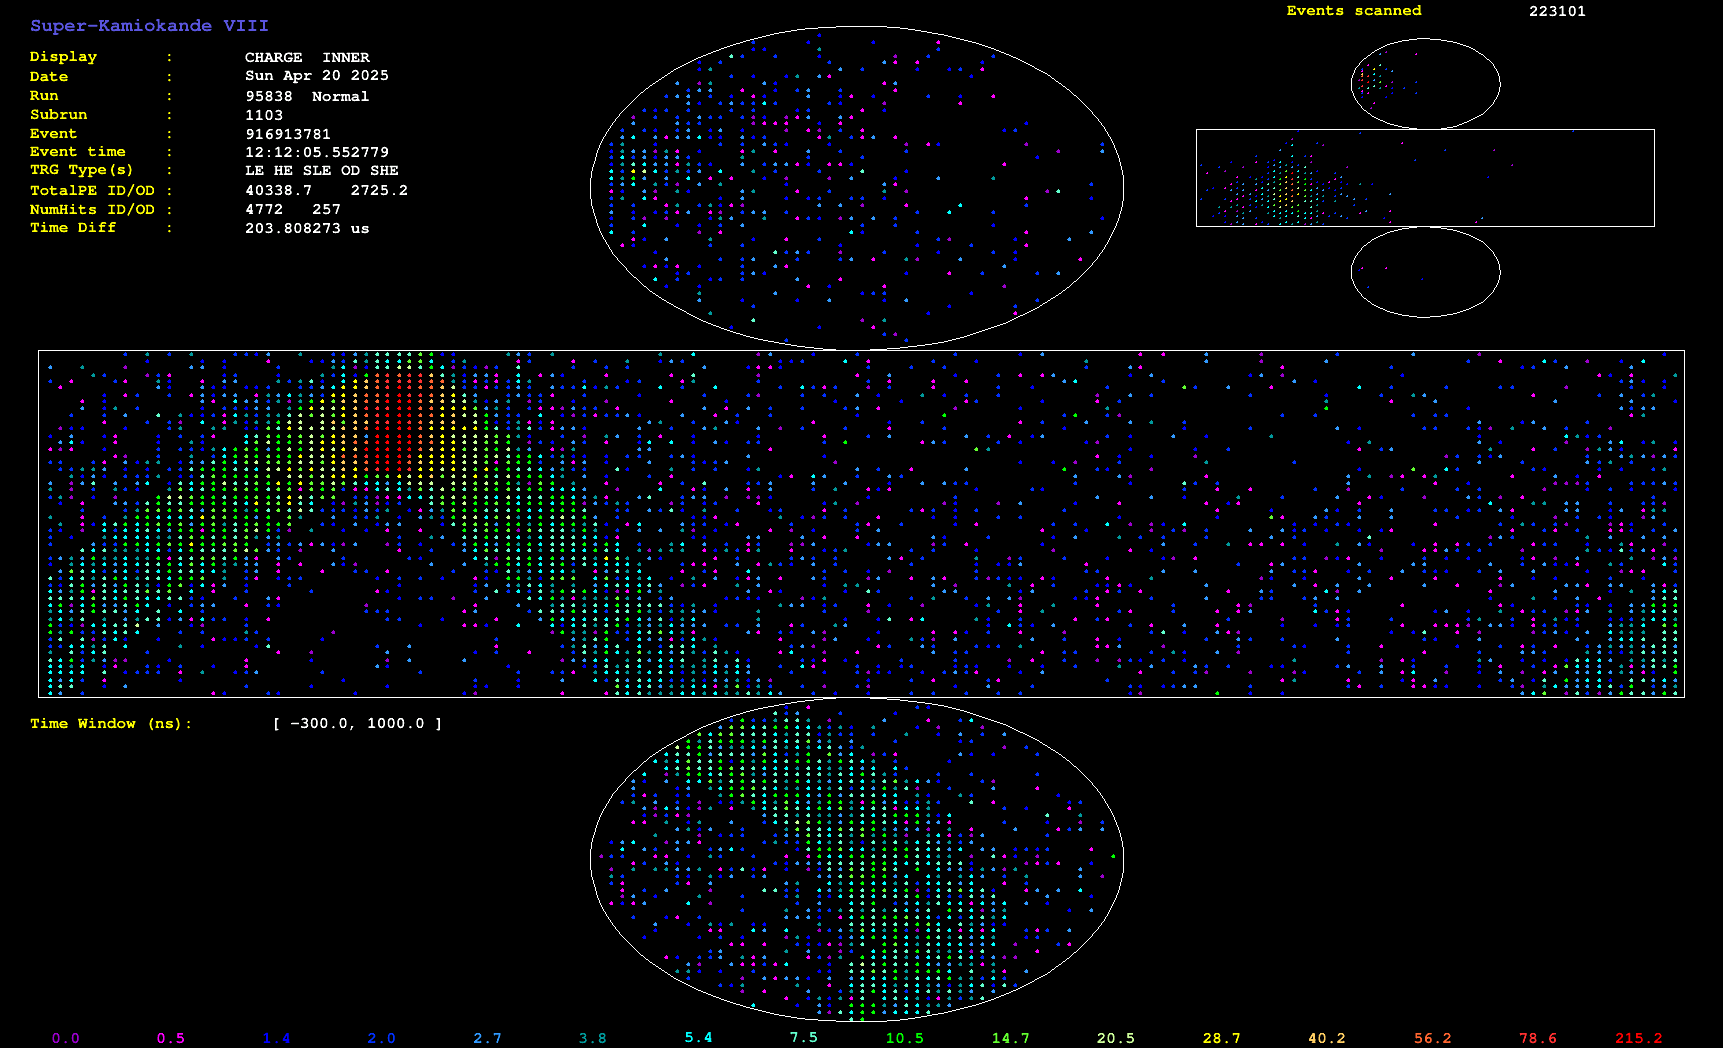 Super-Kamiokande VIII
Display : CHARGE INNER
Date : Sun Apr 20 2025
Run : 95838 Normal
Subrun : 1103
Event : 916913781
Event time : 12:12:05.552779
TRG Type(s) : LE HE SLE OD SHE
TotalPE ID/OD : 40338.7 2725.2
NumHits ID/OD : 4772 257
Time Diff : 203.808273 us
Events scanned 223101
Time Window (ns): [ -300.0, 1000.0 ]
0.0 0.5 1.4 2.0 2.7 3.8 5.4 7.5 10.5 14.7 20.5 28.7 40.2 56.2 78.6 215.2